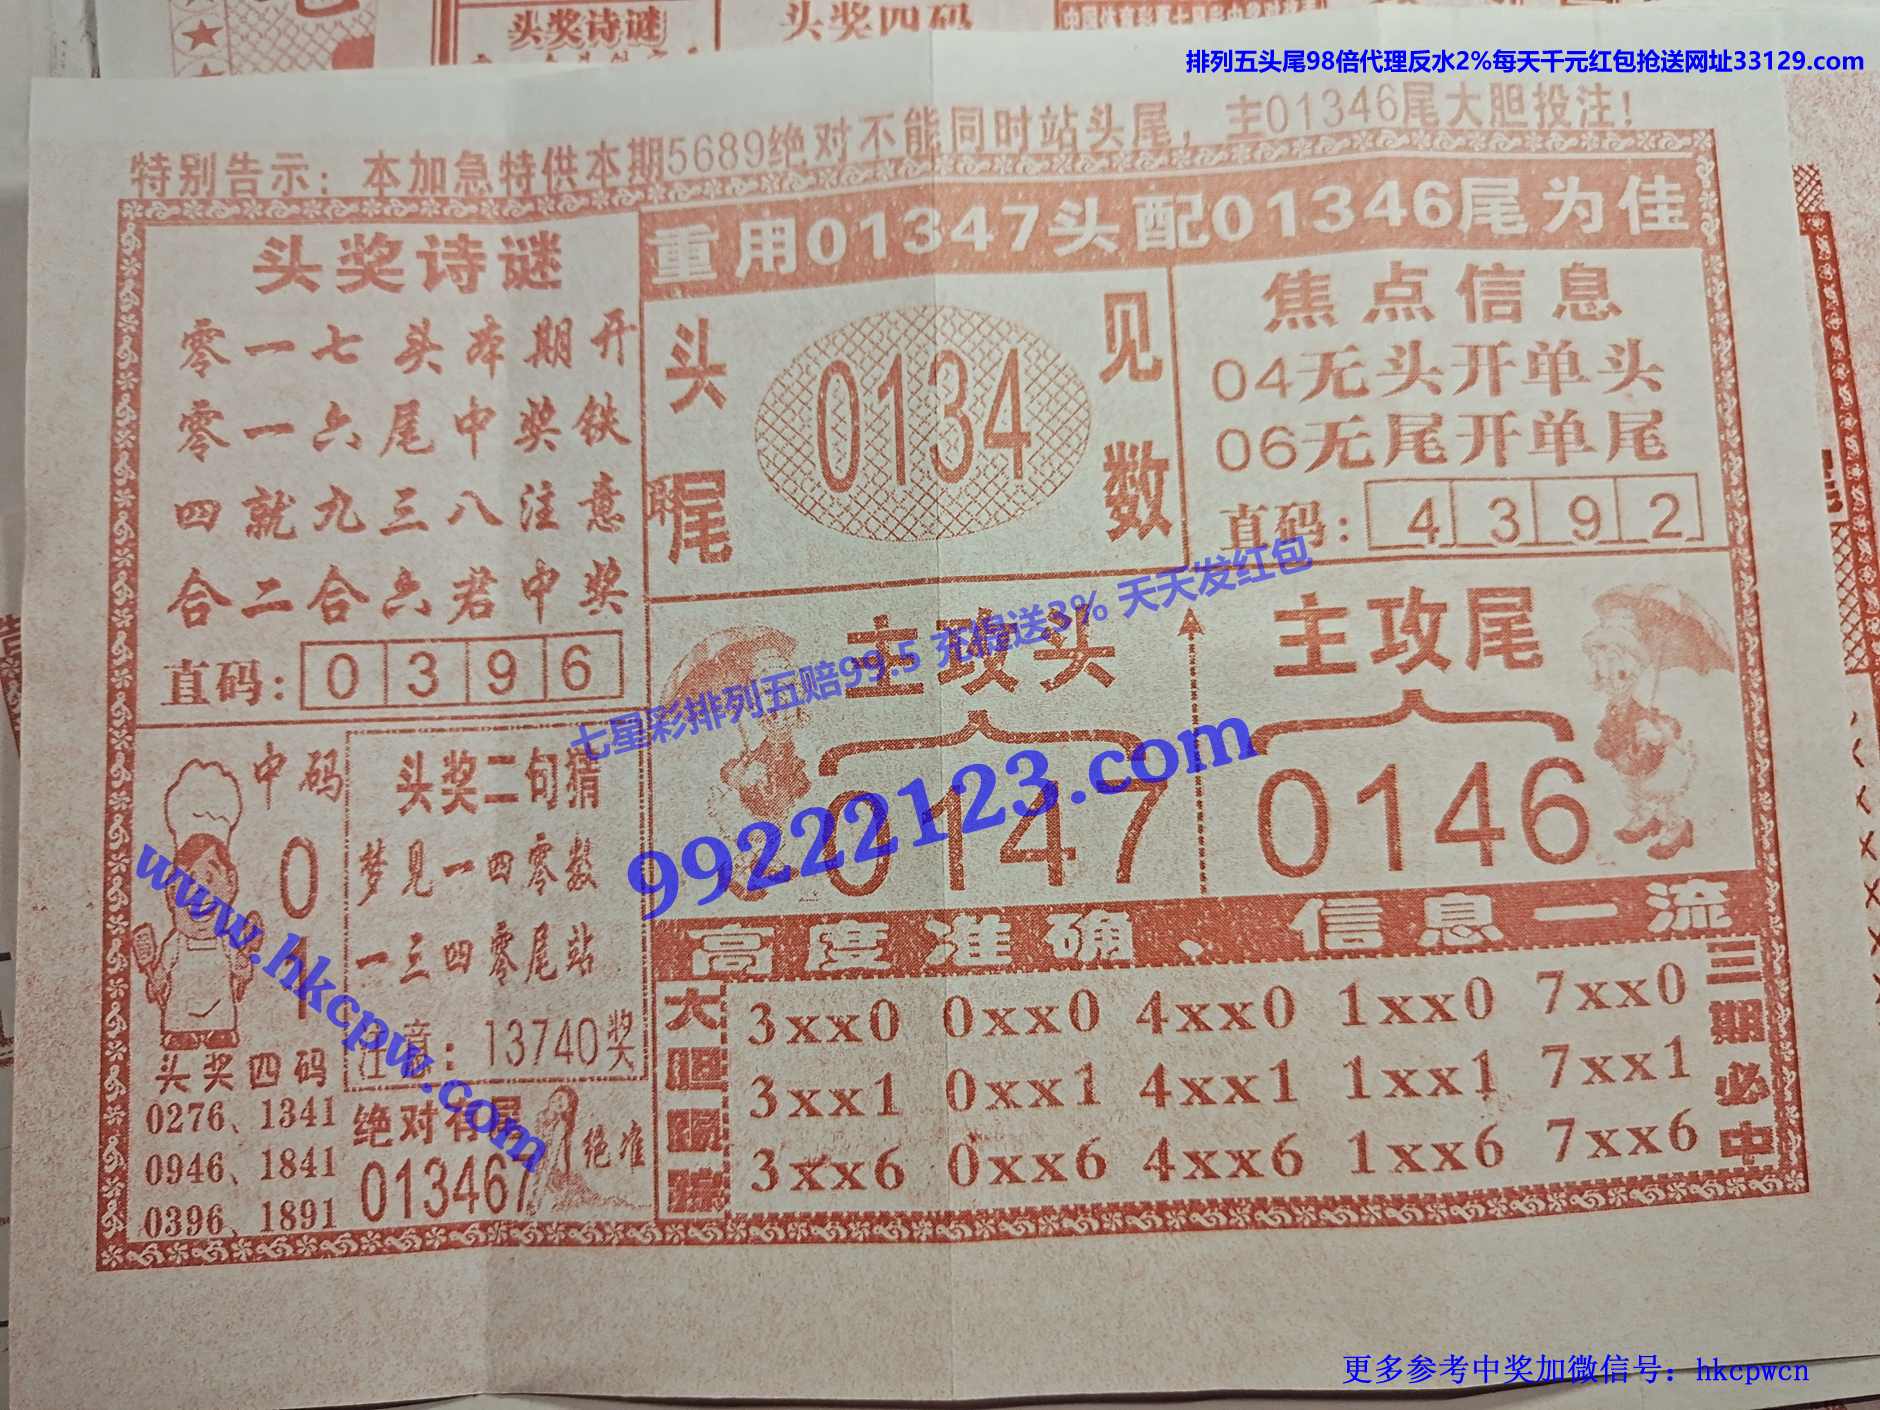 头奖诗谜
头奖四码
排列五头尾98倍代理反水2%每天千元红包抢送网址33129.com
特别告示：本加急特供本期5689绝对不能同时站头尾，主01346尾大胆投注！
重用01347头配01346尾为佳
头奖诗谜
零一七头本期开
零一六尾中奖铁
四就九三八注意
合二合六君中奖
直码：0396
头尾
0134
见数
焦点信息
04无头开单头
06无尾开单尾
直码：4392
七星彩排列五赔99.5 充提送3% 天天发红包
主攻头
0147
主攻尾
0146
99222123.com
www.hkcpw.com
中码
0
1
头奖四码
0276、1341
0946、1841
0396、1891
头奖二句猜
梦见一四零数
一三四零尾站
注意：13740奖
绝对有尾
013467
绝准
高度准确、信息一流
大胆跟踪
3xx0 0xx0 4xx0 1xx0 7xx0
3xx1 0xx1 4xx1 1xx1 7xx1
3xx6 0xx6 4xx6 1xx6 7xx6
三期必中
更多参考中奖加微信号：hkcpwcn